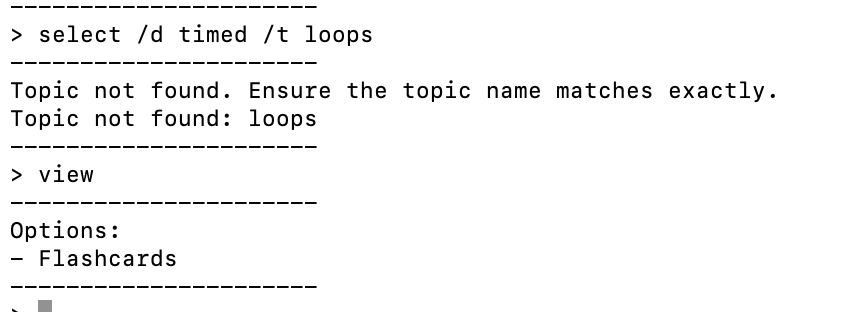 ----------------------
> select /d timed /t loops
----------------------
Topic not found. Ensure the topic name matches exactly.
Topic not found: loops
----------------------
> view
----------------------
Options:
- Flashcards
----------------------
>